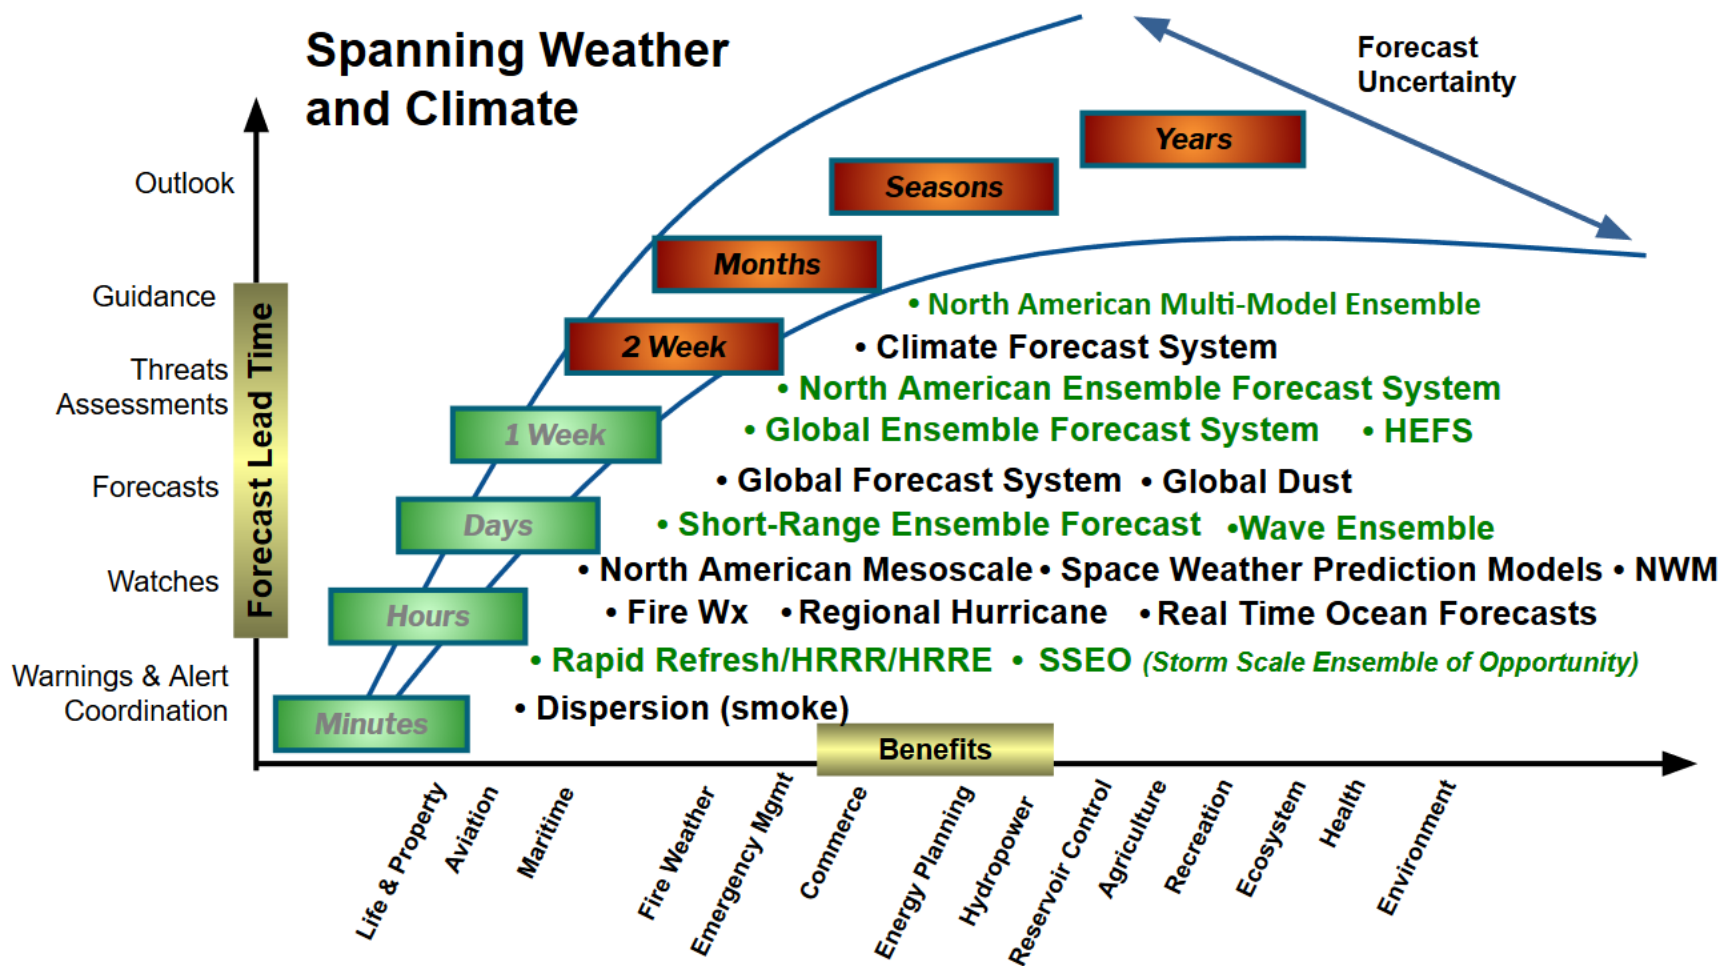 Spanning Weather
and Climate
Forecast
Uncertainty
Years
Outlook
Seasons
Months
Guidance
• North American Multi-Model Ensemble
2 Week
• Climate Forecast System
Threats
Assessments
• North American Ensemble Forecast System
1 Week
• Global Ensemble Forecast System • HEFS
Forecast Lead Time
Forecasts
• Global Forecast System • Global Dust
Days
• Short-Range Ensemble Forecast •Wave Ensemble
Watches
• North American Mesoscale • Space Weather Prediction Models • NWM
Hours
• Fire Wx •Regional Hurricane •Real Time Ocean Forecasts
Warnings & Alert
Coordination
• Rapid Refresh/HRRR/HRRE • SSEO (Storm Scale Ensemble of Opportunity)
Minutes
• Dispersion (smoke)
Benefits
Life & Property
Aviation
Maritime
Fire Weather
Emergency Mgmt
Commerce
Energy Planning
Hydropower
Reservoir Control
Agriculture
Recreation
Ecosystem
Health
Environment